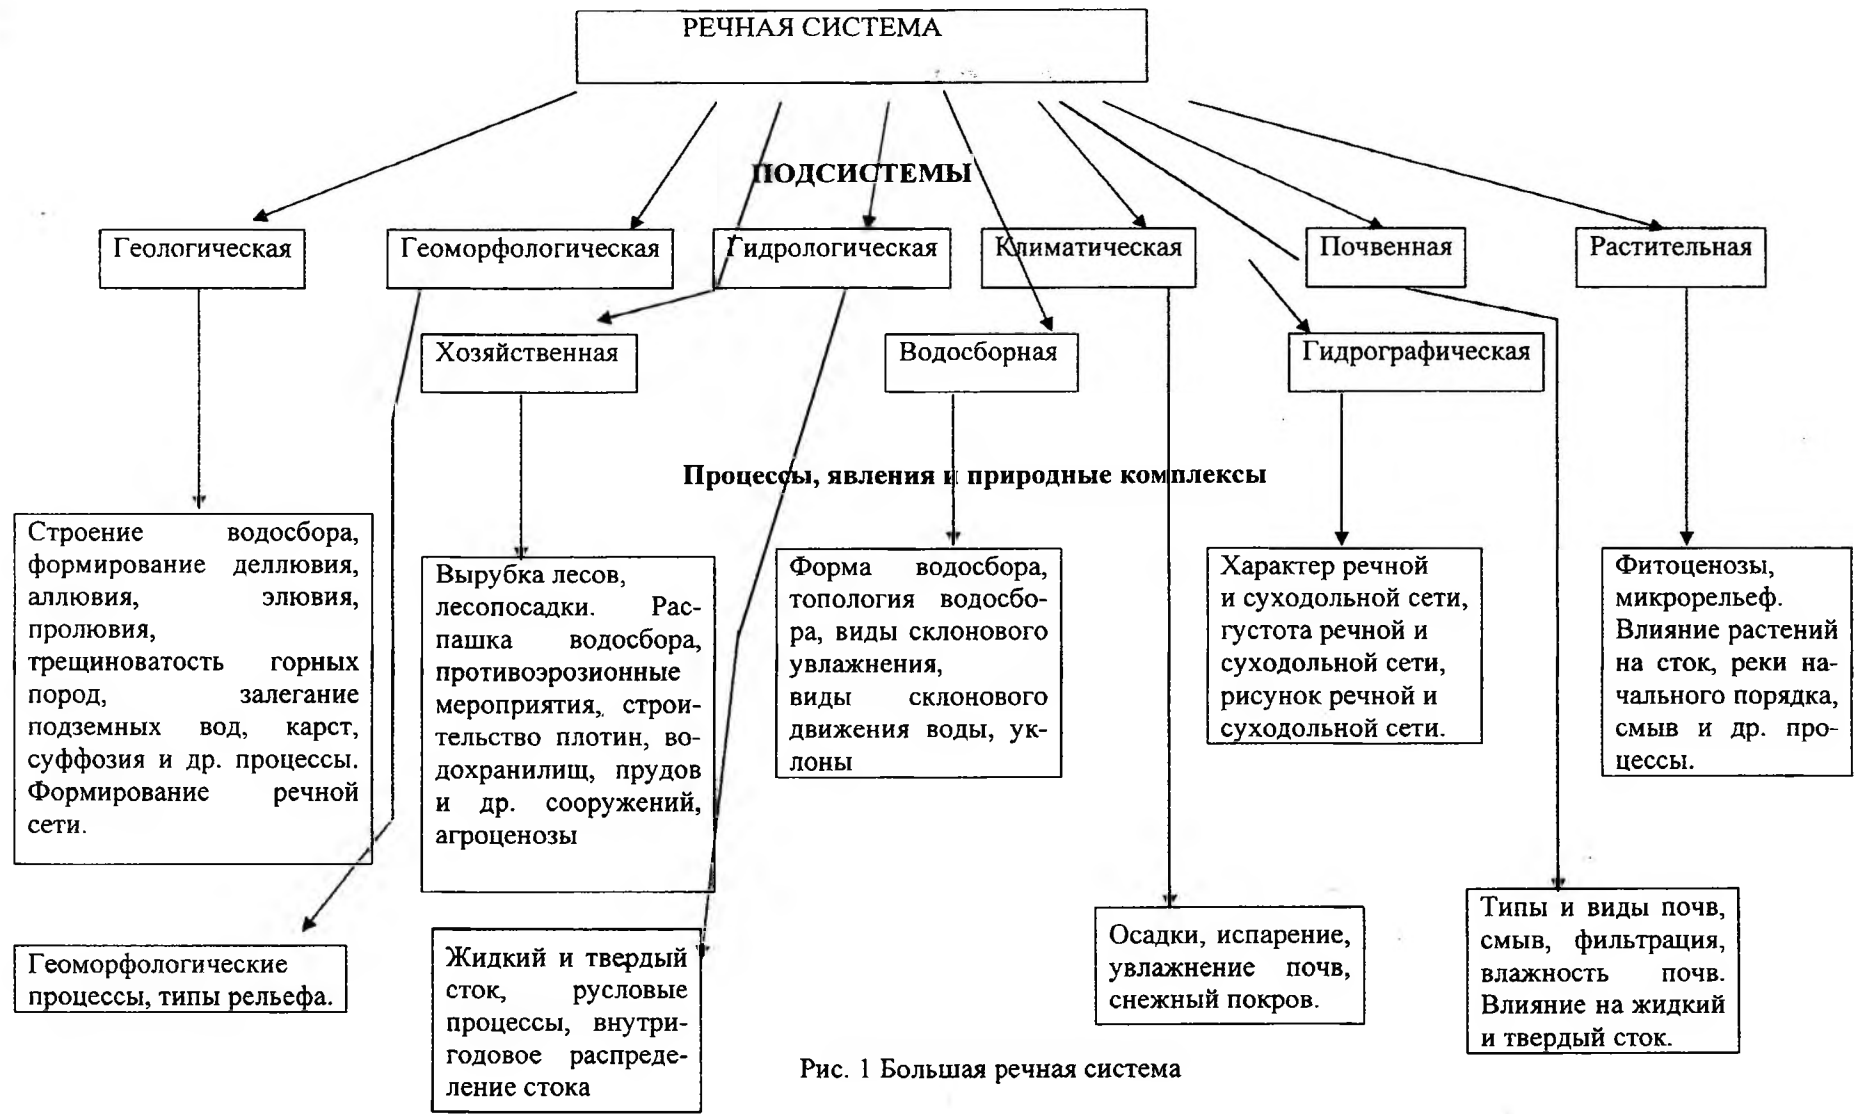 РЕЧНАЯ СИСТЕМА
ПОДСИСТЕМЫ
Геологическая
Геоморфологическая
Гидрологическая
Климатическая
Почвенная
Растительная
Хозяйственная
Водосборная
Гидрографическая
Процессы, явления и природные комплексы
Строение водосбора,
формирование деллювия,
аллювия, элювия,
пролювия,
трещиноватость горных
пород, залегание
подземных вод, карст,
суффозия и др. процессы.
Формирование речной
сети.
Вырубка лесов,
лесопосадки. Рас-
пашка водосбора,
противоэрозионные
мероприятия, строи-
тельство плотин, во-
дохранилищ, прудов
и др. сооружений,
агроценозы
Форма водосбора,
топология водосбо-
ра, виды склонового
увлажнения,
виды склонового
движения воды, ук-
лоны
Характер речной
и суходольной сети,
густота речной и
суходольной сети,
рисунок речной и
суходольной сети.
Фитоценозы,
микрорельеф.
Влияние растений
на сток, реки на-
чального порядка,
смыв и др. про-
цессы.
Геоморфологические
процессы, типы рельефа.
Жидкий и твердый
сток, русловые
процессы, внутри-
годовое распреде-
ление стока
Осадки, испарение,
увлажнение почв,
снежный покров.
Типы и виды почв,
смыв, фильтрация,
влажность почв.
Влияние на жидкий
и твердый сток.
Рис. 1 Большая речная система